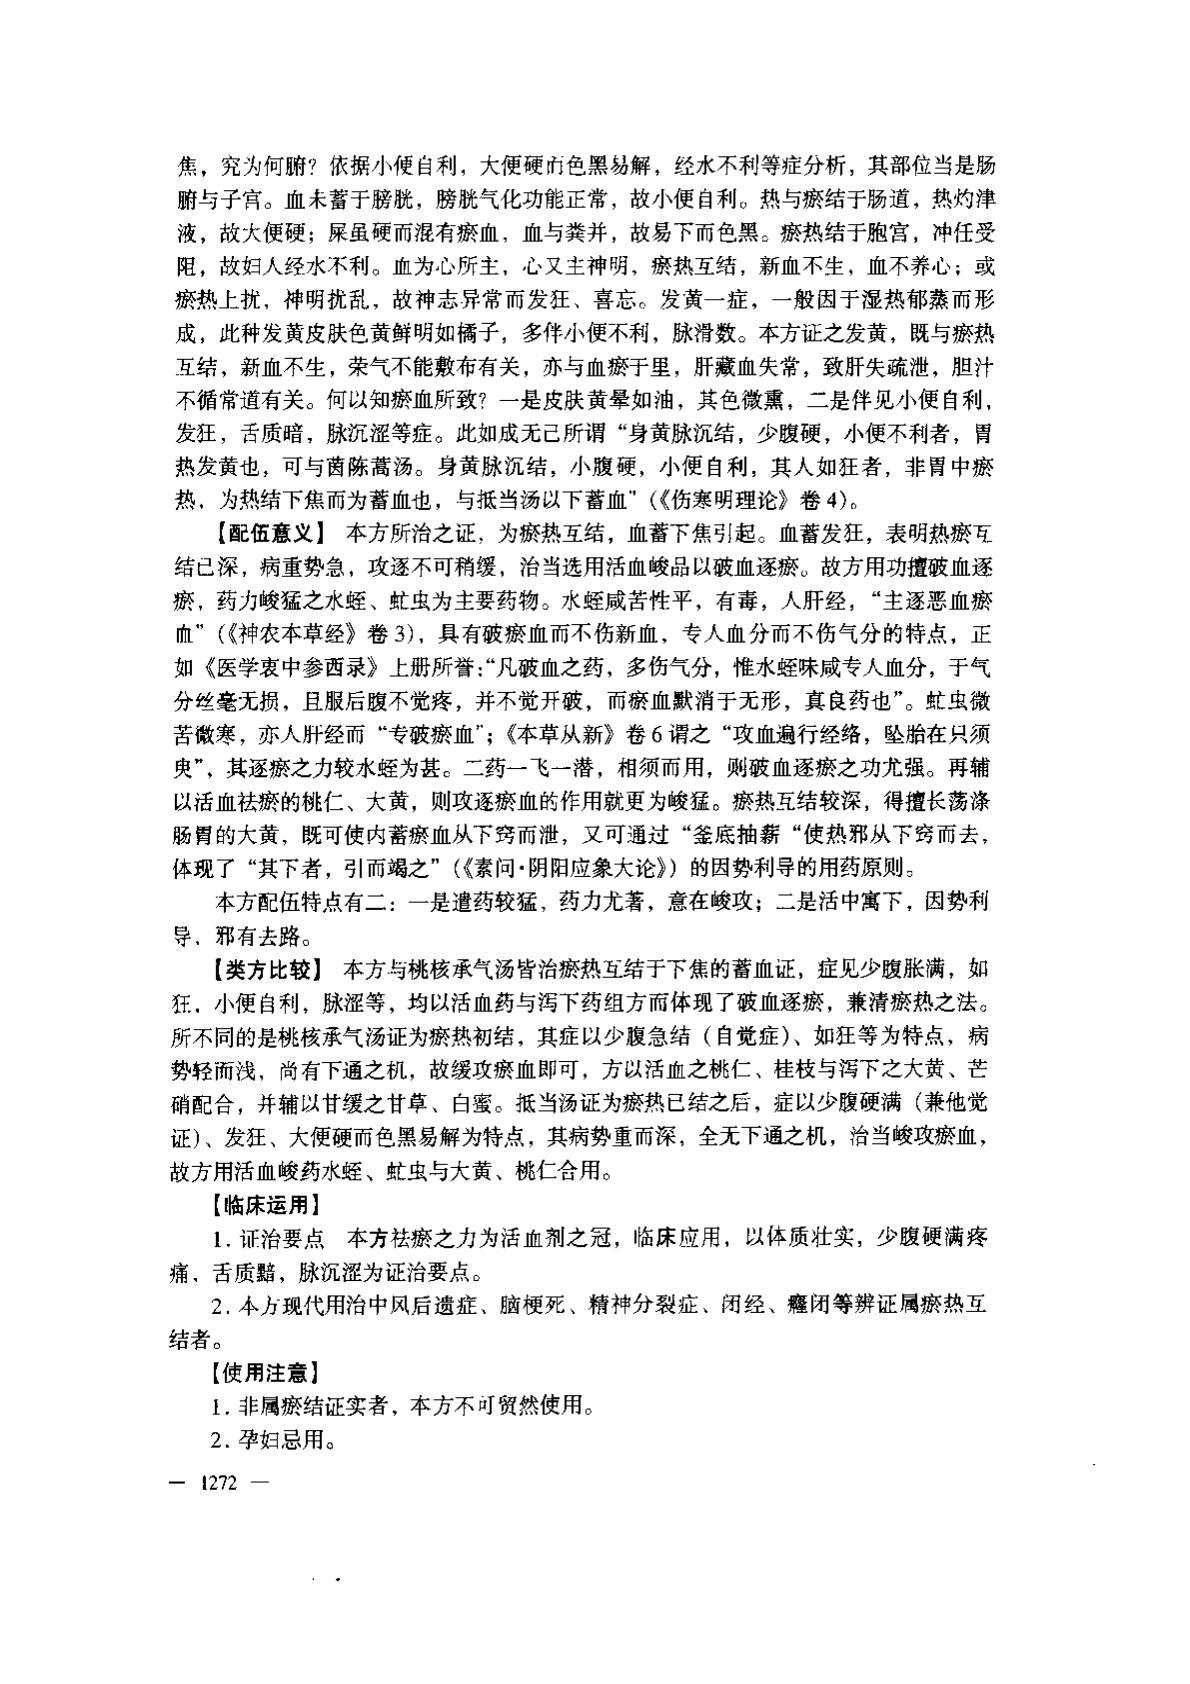 焦，究为何腑？依据小便自利，大便硬而色黑易解，经水不利等症分析，其部位当是肠
腑与子宫。血未蓄于膀胱，膀胱气化功能正常，故小便自利。热与瘀结于肠道，热灼津
液，故大便硬；屎虽硬而混有瘀血，血与粪并，故易下而色黑。瘀热结于胞宫，冲任受
阻，故妇人经水不利。血为心所主，心又主神明，瘀热互结，新血不生，血不养心；或
瘀热上扰，神明扰乱，故神志异常而发狂、喜忘。发黄一症，一般因于湿热郁蒸而形
成，此种发黄皮肤色黄鲜明如橘子，多伴小便不利，脉滑数。本方证之发黄，既与瘀热
互结，新血不生，荣气不能敷布有关，亦与血瘀于里，肝藏血失常，致肝失疏泄，胆汁
不循常道有关。何以知瘀血所致？一是皮肤黄晕如油，其色微熏，二是伴见小便自利，
发狂，舌质暗，脉沉涩等症。此如成无己所谓“身黄脉沉结，少腹硬，小便不利者，胃
热发黄也，可与茵陈蒿汤。身黄脉沉结，小腹硬，小便自利，其人如狂者，非胃中瘀
热，为热结下焦而为蓄血也，与抵当汤以下蓄血”（《伤寒明理论》卷4）。
【配伍意义】 本方所治之证，为瘀热互结，血蓄下焦引起。血蓄发狂，表明热瘀互
结已深，病重势急，攻逐不可稍缓，治当选用活血峻品以破血逐瘀。故方用功擅破血逐
瘀，药力峻猛之水蛭、虻虫为主要药物。水蛭咸苦性平，有毒，人肝经，“主逐恶血瘀
血”（《神农本草经》卷3），具有破瘀血而不伤新血，专人血分而不伤气分的特点，正
如《医学衷中参西录》上册所誉：“凡破血之药，多伤气分，惟水蛭味咸专人血分，于气
分丝毫无损，且服后腹不觉疼，并不觉开破，而瘀血默消于无形，真良药也”。虻虫微
苦微寒，亦人肝经而“专破瘀血”；《本草从新》卷6谓之“攻血遍行经络，坠胎在只须
臾”，其逐瘀之力较水蛭为甚。二药一飞一潜，相须而用，则破血逐瘀之功尤强。再辅
以活血祛瘀的桃仁、大黄，则攻逐瘀血的作用就更为峻猛。瘀热互结较深，得擅长荡涤
肠胃的大黄，既可使内蓄瘀血从下窍而泄，又可通过“釜底抽薪“使热邪从下窍而去，
体现了“其下者，引而竭之”（《素问·阴阳应象大论》）的因势利导的用药原则。
本方配伍特点有二：一是遣药较猛，药力尤著，意在峻攻；二是活中寓下，因势利
导，邪有去路。
【类方比较】 本方与桃核承气汤皆治瘀热互结于下焦的蓄血证，症见少腹胀满，如
狂，小便自利，脉涩等，均以活血药与泻下药组方而体现了破血逐瘀，兼清瘀热之法。
所不同的是桃核承气汤证为瘀热初结，其症以少腹急结（自觉症）、如狂等为特点，病
势轻而浅，尚有下通之机，故缓攻瘀血即可，方以活血之桃仁、桂枝与泻下之大黄、芒
硝配合，并辅以甘缓之甘草、白蜜。抵当汤证为瘀热已结之后，症以少腹硬满（兼他觉
证）、发狂、大便硬而色黑易解为特点，其病势重而深，全无下通之机，治当峻攻瘀血，
故方用活血峻药水蛭、虻虫与大黄、桃仁合用。
【临床运用】
1. 证治要点 本方祛瘀之力为活血剂之冠，临床应用，以体质壮实，少腹硬满疼
痛，舌质黯，脉沉涩为证治要点。
2. 本方现代用治中风后遗症、脑梗死、精神分裂症、闭经、癃闭等辨证属瘀热互
结者。
【使用注意】
1. 非属瘀结证实者，本方不可贸然使用。
2. 孕妇忌用。
— 1272 —